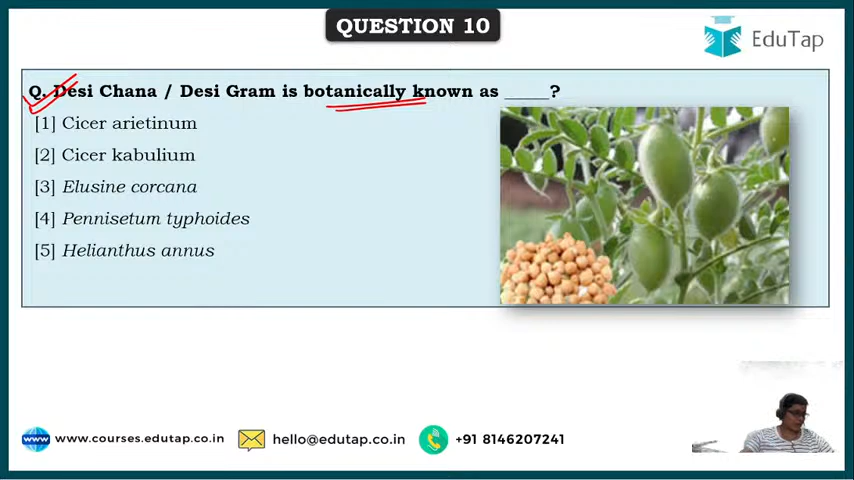 QUESTION 10
EduTap
Q. Desi Chana / Desi Gram is botanically known as _____?
[1] Cicer arietinum
[2] Cicer kabulium
[3] Elusine corcana
[4] Pennisetum typhoides
[5] Helianthus annus
www www.courses.edutap.co.in hello@edutap.co.in +91 8146207241